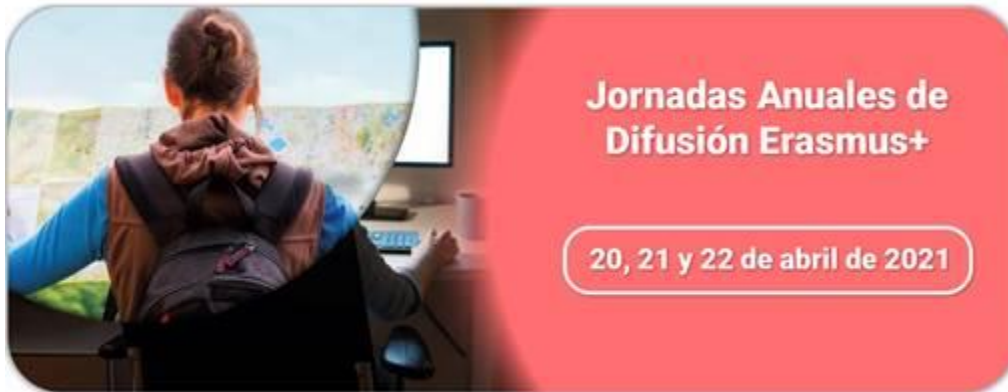 Jornadas Anuales de
Difusión Erasmus+
20, 21 y 22 de abril de 2021